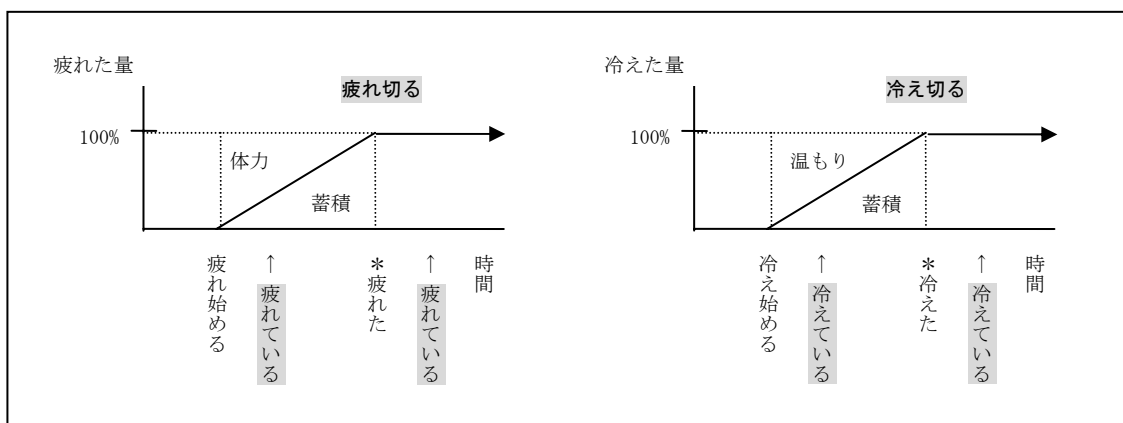 疲れた量
疲れ切る
100%
体力
蓄積
疲れ始める
↑疲れている
＊疲れた
↑疲れている
時間
冷えた量
冷え切る
100%
温もり
蓄積
冷え始める
↑冷えている
＊冷えた
↑冷えている
時間